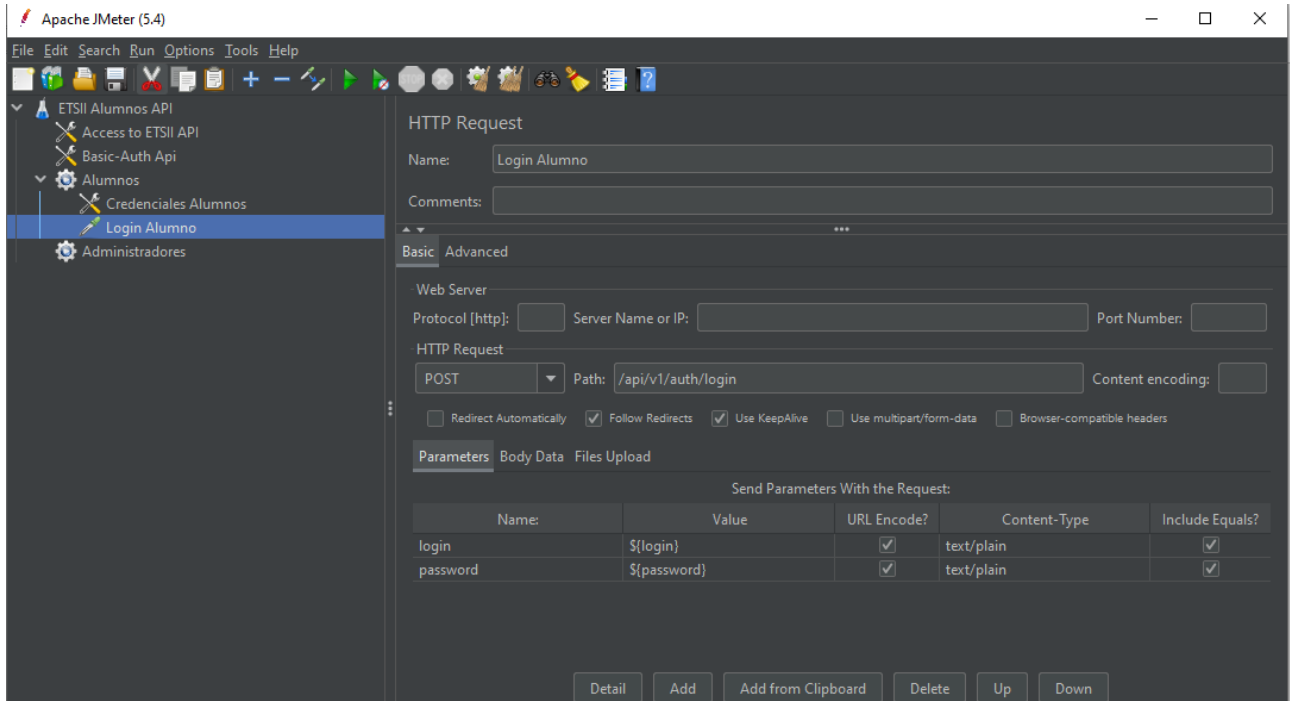 Apache JMeter (5.4)
File Edit Search Run Options Tools Help
STOP
ETSII Alumnos API
Access to ETSII API
Basic-Auth Api
Alumnos
Credenciales Alumnos
Login Alumno
Administradores
HTTP Request
Name: Login Alumno
Comments:
Basic Advanced
Web Server
Protocol [http]: Server Name or IP: Port Number:
HTTP Request
POST Path: /api/v1/auth/login Content encoding:
Redirect Automatically Follow Redirects Use KeepAlive Use multipart/form-data Browser-compatible headers
Parameters Body Data Files Upload
Send Parameters With the Request:
Name: Value URL Encode? Content-Type Include Equals?
login ${login} text/plain
password ${password} text/plain
Detail Add Add from Clipboard Delete Up Down